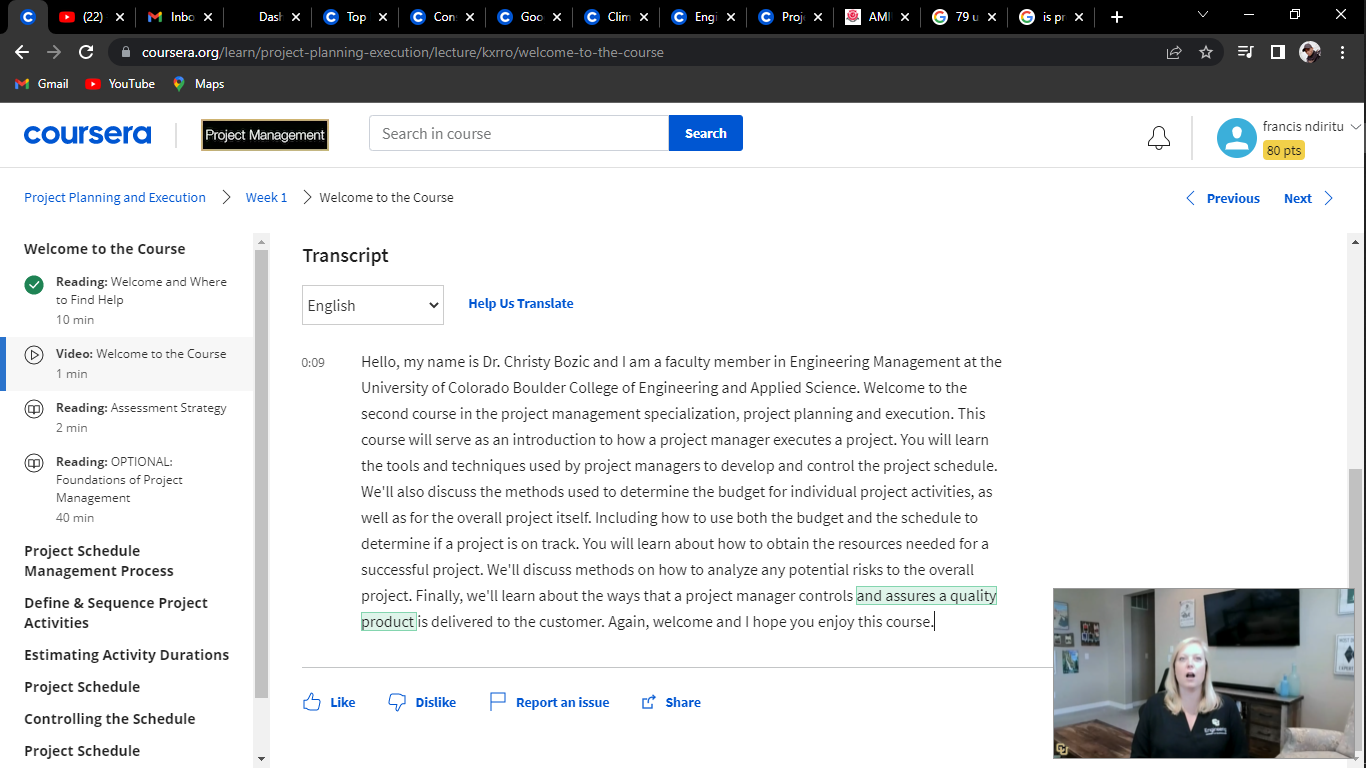 (22)
Inbo
Dash
Top
Con
Goo
Clim
Engi
Proj
AMI
79 u
is pr
coursera.org/learn/project-planning-execution/lecture/kxrro/welcome-to-the-course
Gmail
YouTube
Maps
coursera
Project Management
Search in course
Search
francis ndiritu
80 pts
Project Planning and Execution
Week 1
Welcome to the Course
Previous
Next
Welcome to the Course
Reading: Welcome and Where
to Find Help
10 min
Video: Welcome to the Course
1 min
Reading: Assessment Strategy
2 min
Reading: OPTIONAL:
Foundations of Project
Management
40 min
Project Schedule
Management Process
Define & Sequence Project
Activities
Estimating Activity Durations
Project Schedule
Controlling the Schedule
Project Schedule
Transcript
English
Help Us Translate
0:09
Hello, my name is Dr. Christy Bozic and I am a faculty member in Engineering Management at the
University of Colorado Boulder College of Engineering and Applied Science. Welcome to the
second course in the project management specialization, project planning and execution. This
course will serve as an introduction to how a project manager executes a project. You will learn
the tools and techniques used by project managers to develop and control the project schedule.
We'll also discuss the methods used to determine the budget for individual project activities, as
well as for the overall project itself. Including how to use both the budget and the schedule to
determine if a project is on track. You will learn about how to obtain the resources needed for a
successful project. We'll discuss methods on how to analyze any potential risks to the overall
project. Finally, we'll learn about the ways that a project manager controls and assures a quality
product is delivered to the customer. Again, welcome and I hope you enjoy this course.
Like
Dislike
Report an issue
Share